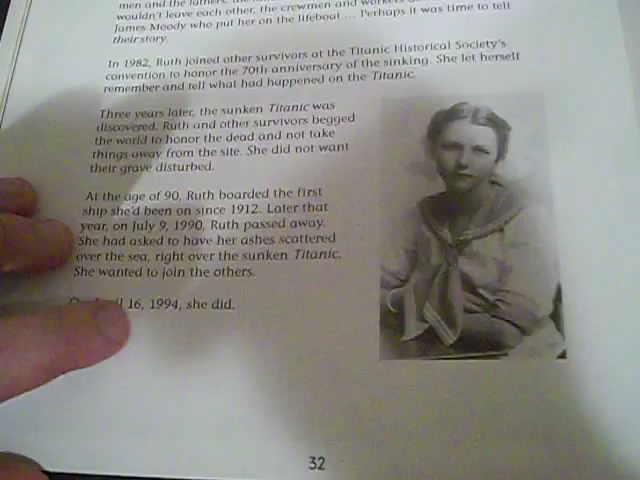 men and the fathers, the
wouldn't leave each other, the crewmen and workers
James Moody who put her on the lifeboat ... Perhaps it was time to tell
their story.
In 1982, Ruth joined other survivors at the Titanic Historical Society's
convention to honor the 70th anniversary of the sinking. She let herself
remember and tell what had happened on the Titanic.
Three years later, the sunken Titanic was
discovered. Ruth and other survivors begged
the world to honor the dead and not take
things away from the site. She did not want
their grave disturbed.
At the age of 90, Ruth boarded the first
ship she'd been on since 1912. Later that
year, on July 9, 1990, Ruth passed away.
She had asked to have her ashes scattered
over the sea, right over the sunken Titanic.
She wanted to join the others.
16, 1994, she did.
32